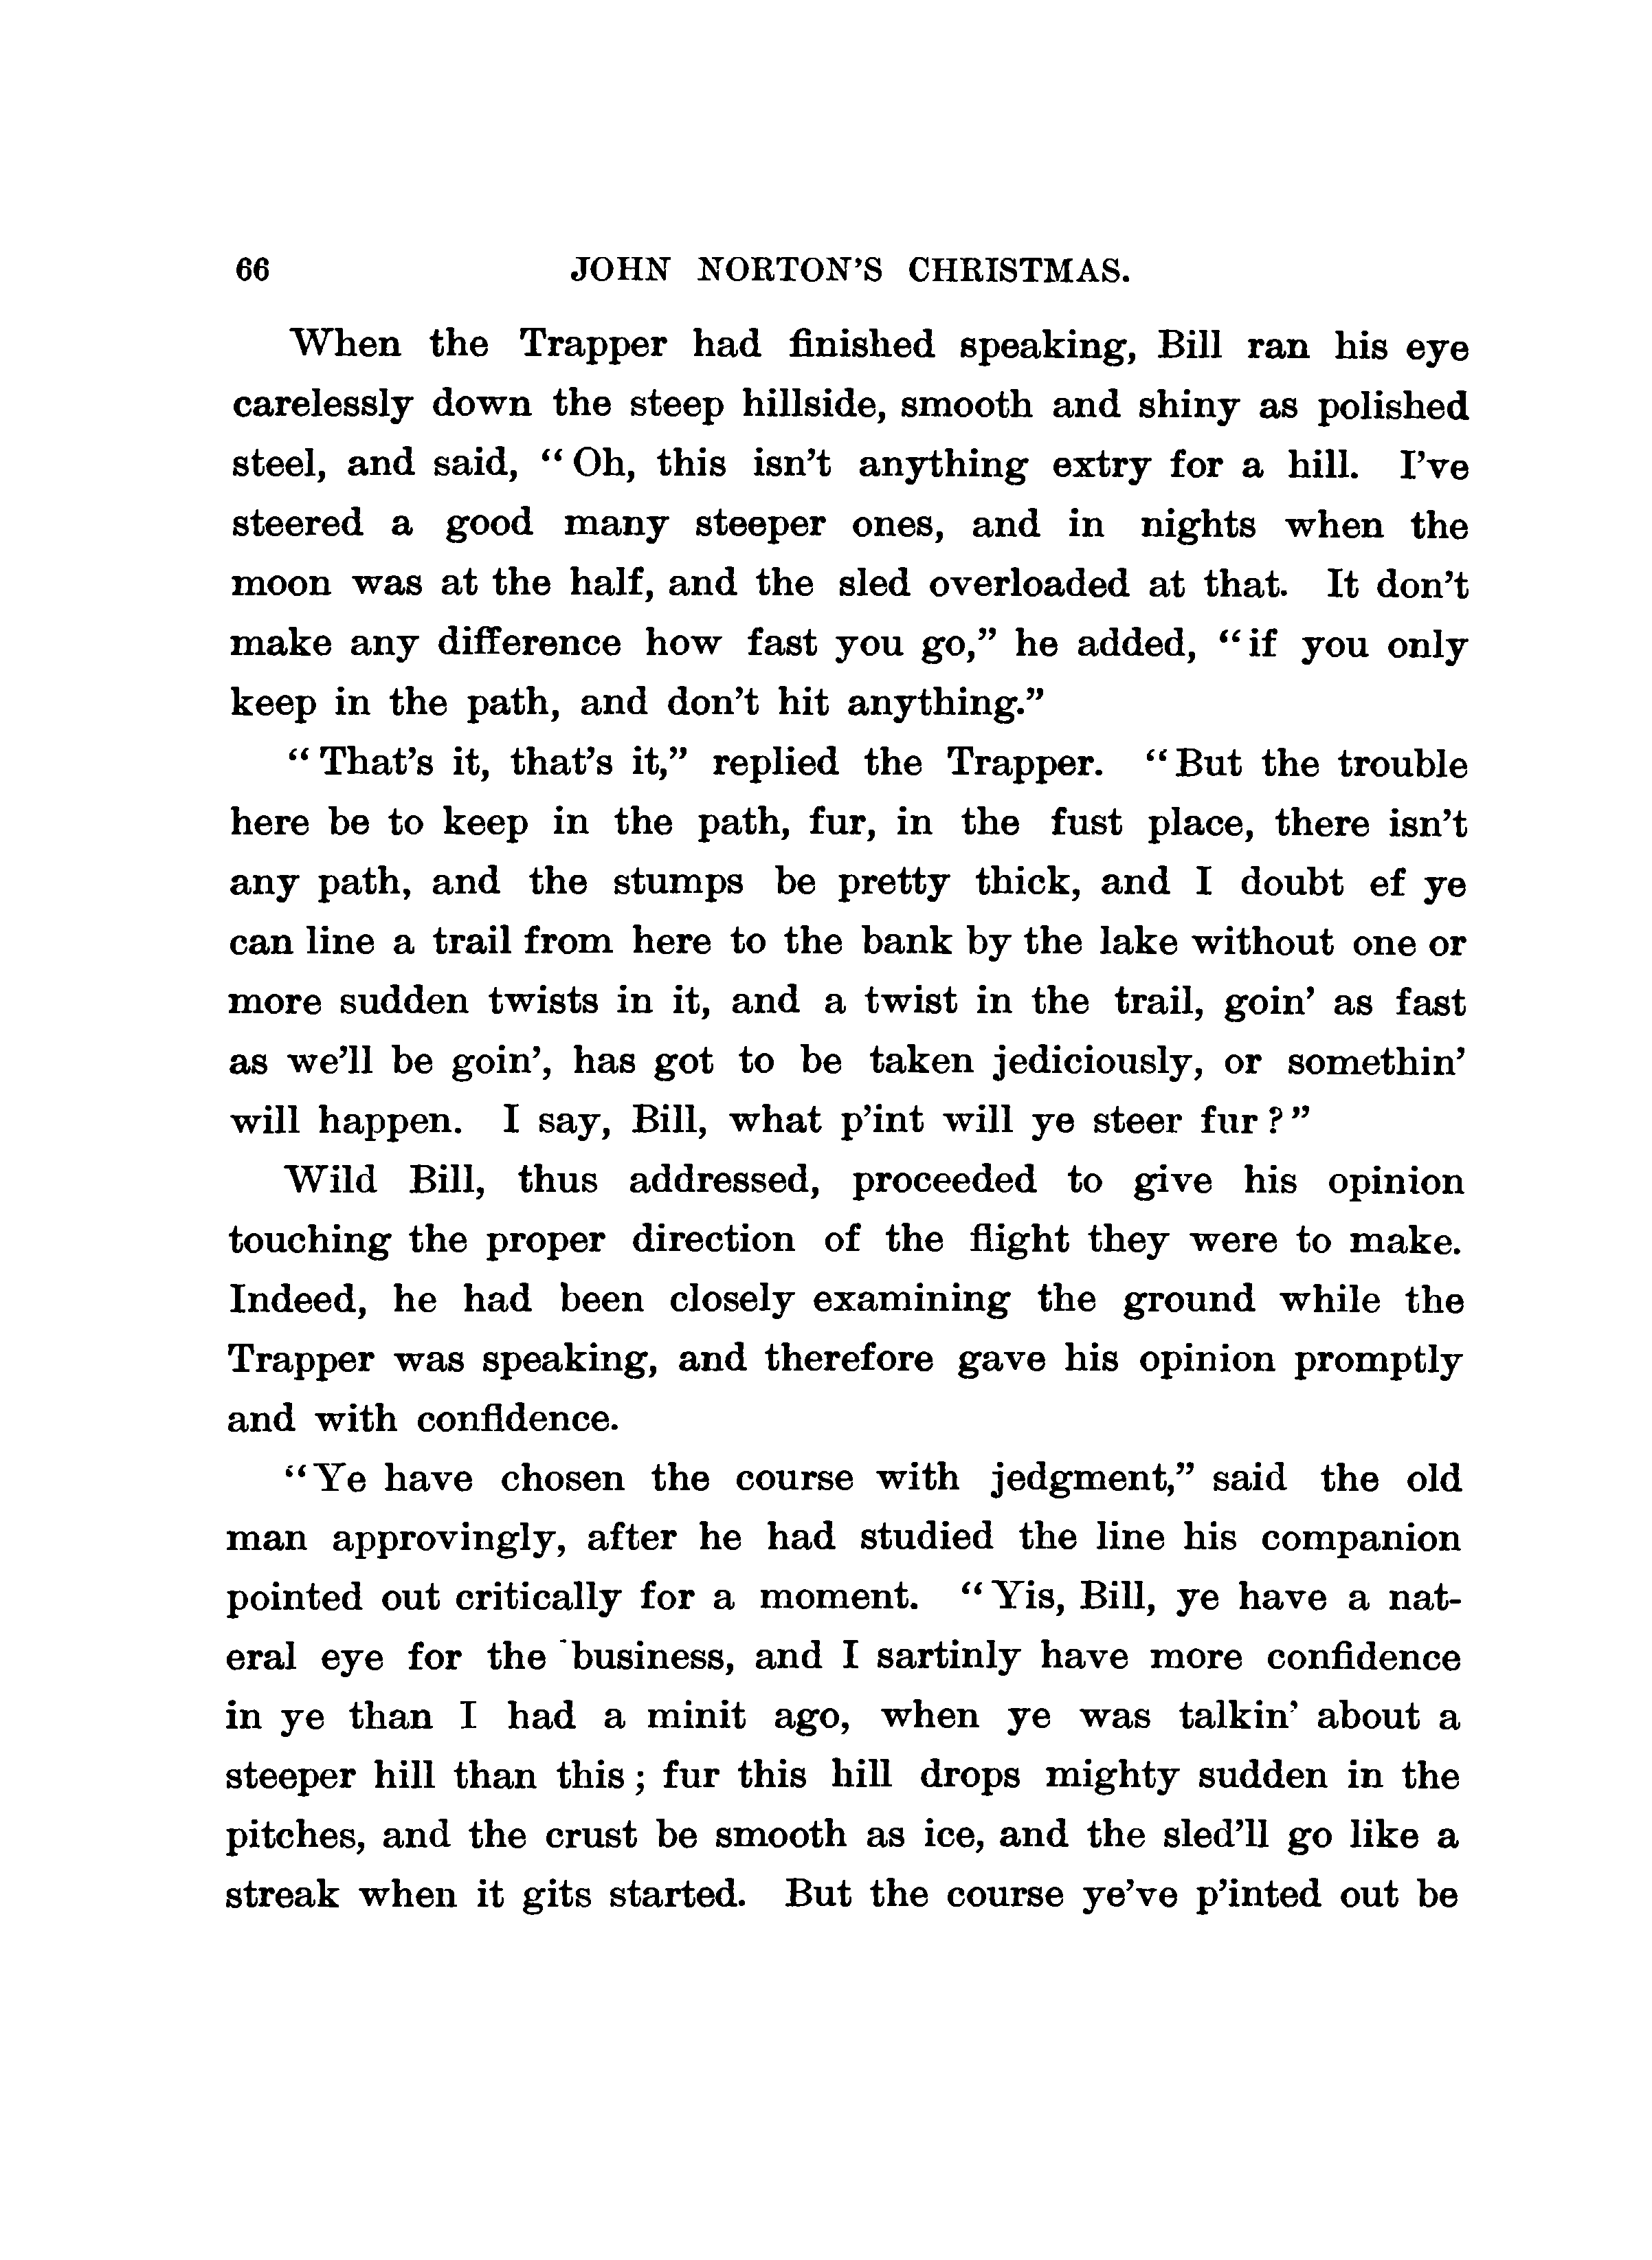 66 JOHN NORTON'S CHRISTMAS.
When the Trapper had finished speaking, Bill ran his eye
carelessly down the steep hillside, smooth and shiny as polished
steel, and said, “Oh, this isn't anything extry for a hill. I've
steered a good many steeper ones, and in nights when the
moon was at the half, and the sled overloaded at that. It don't
make any difference how fast you go,” he added, “if you only
keep in the path, and don't hit anything.”
“That's it, that's it,” replied the Trapper. “But the trouble
here be to keep in the path, fur, in the fust place, there isn't
any path, and the stumps be pretty thick, and I doubt ef ye
can line a trail from here to the bank by the lake without one or
more sudden twists in it, and a twist in the trail, goin' as fast
as we'll be goin', has got to be taken jediciously, or somethin'
will happen. I say, Bill, what p'int will ye steer fur?”
Wild Bill, thus addressed, proceeded to give his opinion
touching the proper direction of the flight they were to make.
Indeed, he had been closely examining the ground while the
Trapper was speaking, and therefore gave his opinion promptly
and with confidence.
“Ye have chosen the course with jedgment,” said the old
man approvingly, after he had studied the line his companion
pointed out critically for a moment. “Yis, Bill, ye have a nat-
eral eye for the business, and I sartinly have more confidence
in ye than I had a minit ago, when ye was talkin' about a
steeper hill than this; fur this hill drops mighty sudden in the
pitches, and the crust be smooth as ice, and the sled'll go like a
streak when it gits started. But the course ye've p'inted out be